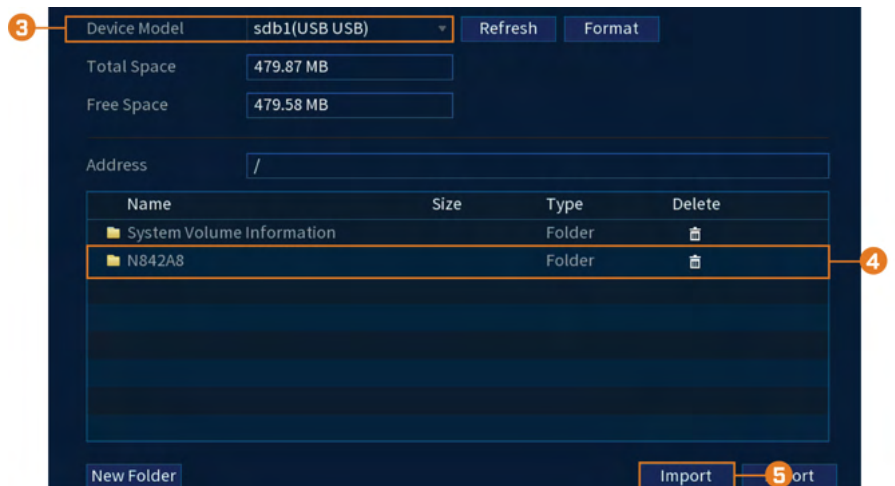 3 Device Model sdb1(USB USB) Refresh Format
Total Space 479.87 MB
Free Space 479.58 MB
Address /
Name Size Type Delete
System Volume Information Folder
N842A8 Folder
4
New Folder Import 5 ort